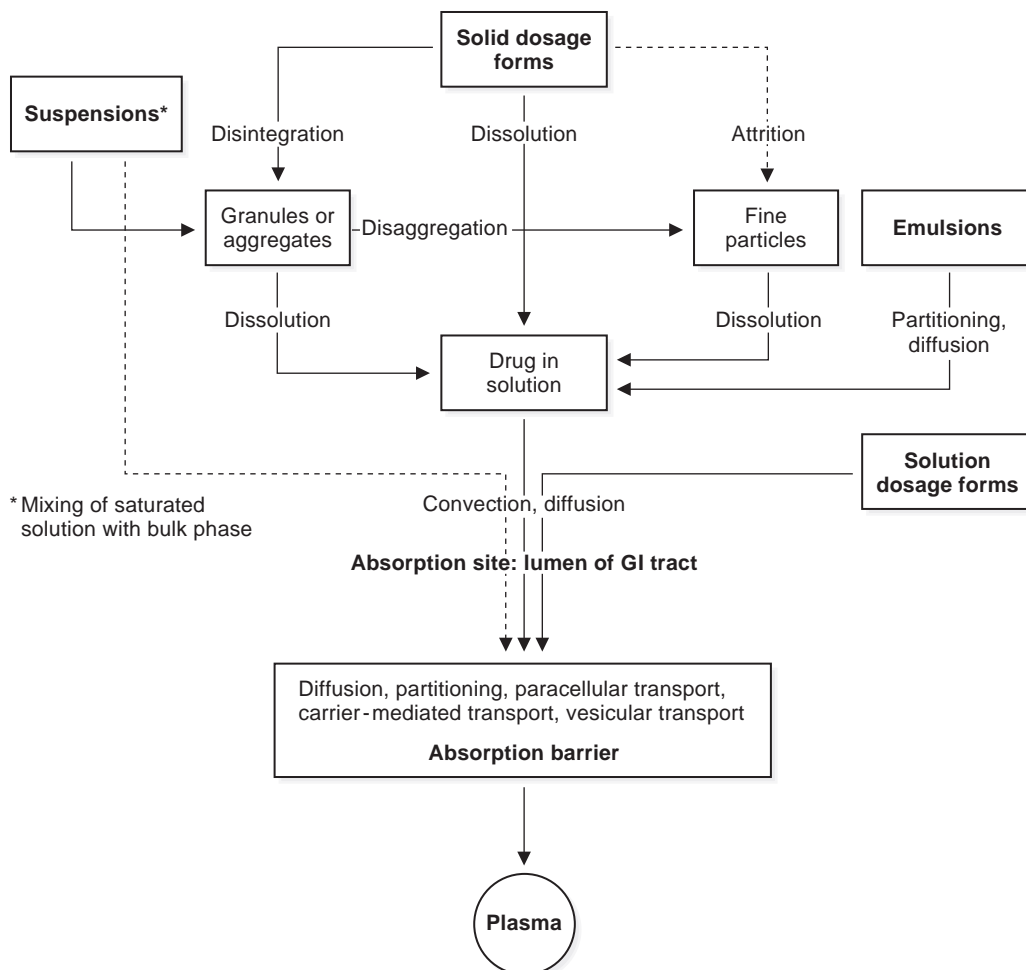 Solid dosage
forms
Suspensions*
Disintegration
Dissolution
Attrition
Granules or
aggregates
Disaggregation
Fine
particles
Emulsions
Dissolution
Dissolution
Partitioning,
diffusion
Drug in
solution
Solution
dosage forms
* Mixing of saturated
solution with bulk phase
Convection, diffusion
Absorption site: lumen of GI tract
Diffusion, partitioning, paracellular transport,
carrier-mediated transport, vesicular transport
Absorption barrier
Plasma